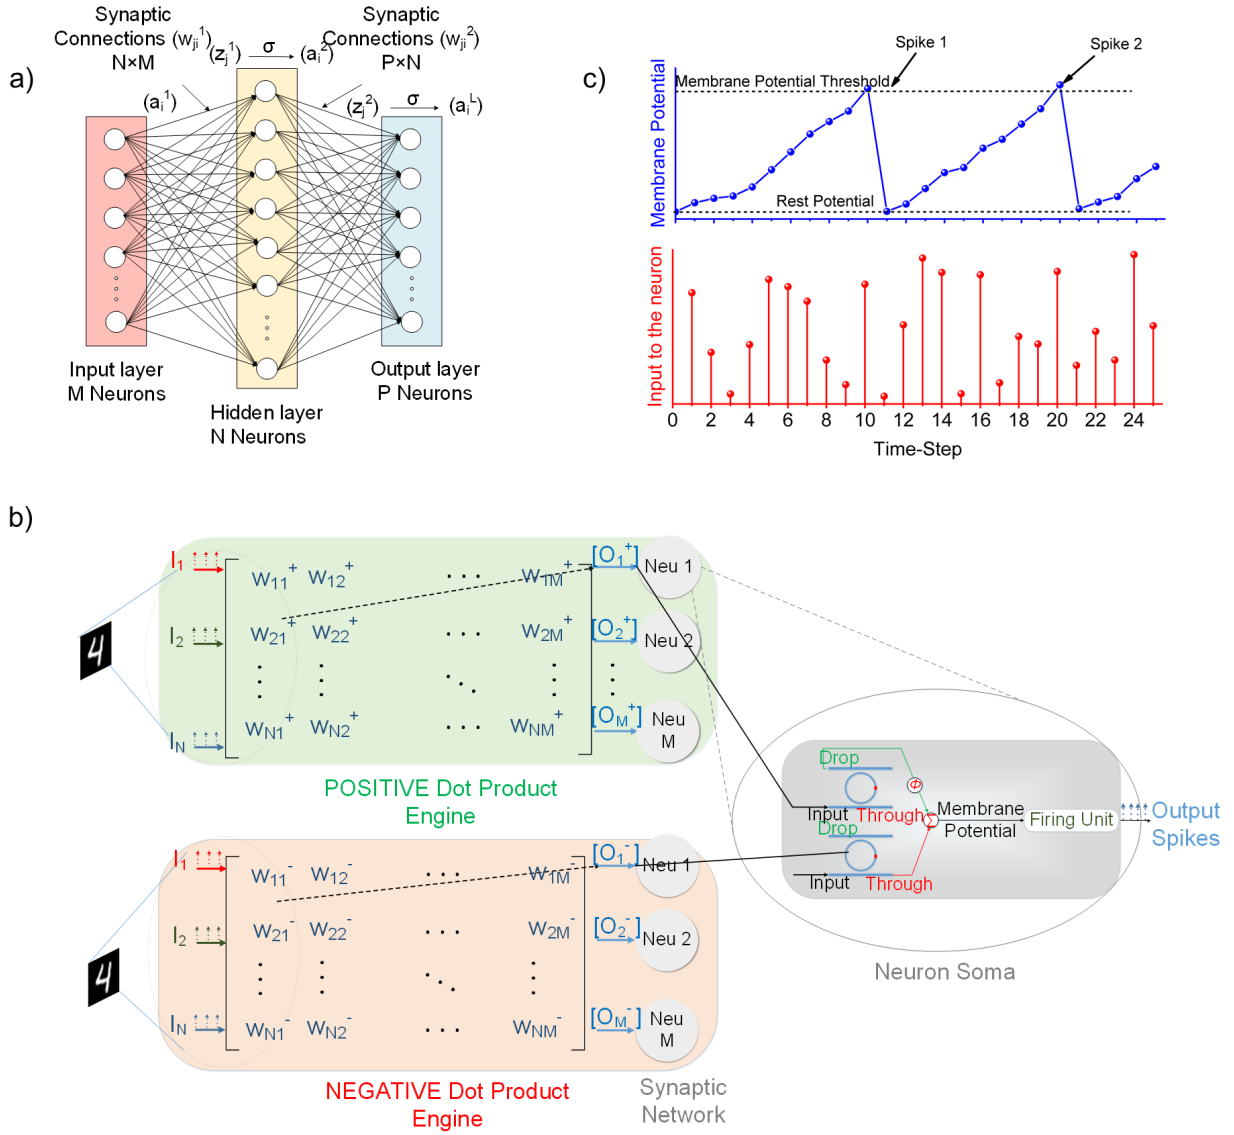 a)
Synaptic
Connections (wji1)
N×M
(zj1)
σ
(ai2)
Synaptic
Connections (wji2)
P×N
(ai1)
(zj2)
σ
(aiL)
Input layer
M Neurons
Hidden layer
N Neurons
Output layer
P Neurons
c)
Spike 1
Spike 2
Membrane Potential Threshold
Rest Potential
Membrane Potential
Input to the neuron
0 2 4 6 8 10 12 14 16 18 20 22 24
Time-Step
b)
I1
W11+ W12+ ... W1M+
[O1+]
Neu 1
I2
W21+ W22+ ... W2M+
[O2+]
Neu 2
IN
WN1+ WN2+ ... WNM+
[OM+]
Neu
M
4
POSITIVE Dot Product
Engine
I1
W11- W12- ... W1M-
[O1-]
Neu 1
I2
W21- W22- ... W2M-
[O2-]
Neu 2
IN
WN1- WN2- ... WNM-
[OM-]
Neu
M
4
NEGATIVE Dot Product
Engine
Synaptic
Network
Drop
Φ
Input
Through
Σ
Drop
Input
Through
Membrane
Potential
Firing Unit
Output
Spikes
Neuron Soma